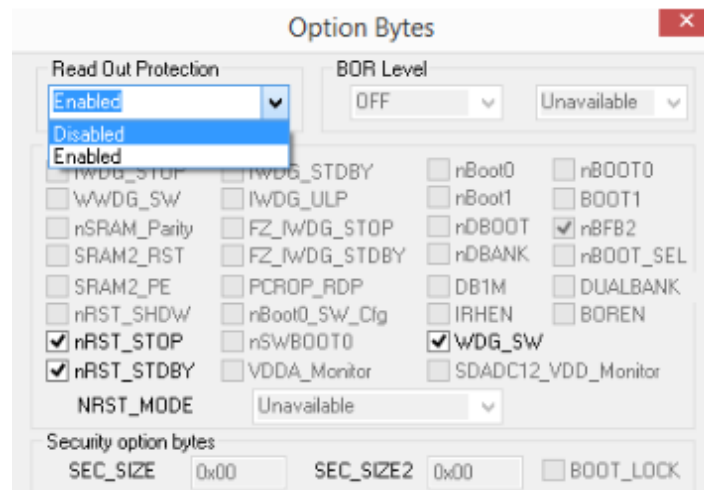 Option Bytes
Read Out Protection BOR Level
Enabled OFF Unavailable
Disabled
Enabled
IWDG_STOP IWDG_STDBY nBoot0 nBOOT0
WWDG_SW IWDG_ULP nBoot1 BOOT1
nSRAM_Parity FZ_IWDG_STOP nDBOOT nBFB2
SRAM2_RST FZ_IWDG_STDBY nDBANK nBOOT_SEL
SRAM2_PE PCROP_RDP DB1M DUALBANK
nRST_SHDW nBoot0_SW_Cfg IRHEN BOREN
nRST_STOP nSWBOOT0 WDG_SW
nRST_STDBY VDDA_Monitor SDADC12_VDD_Monitor
NRST_MODE Unavailable
Security option bytes
SEC_SIZE 0x00 SEC_SIZE2 0x00 BOOT_LOCK